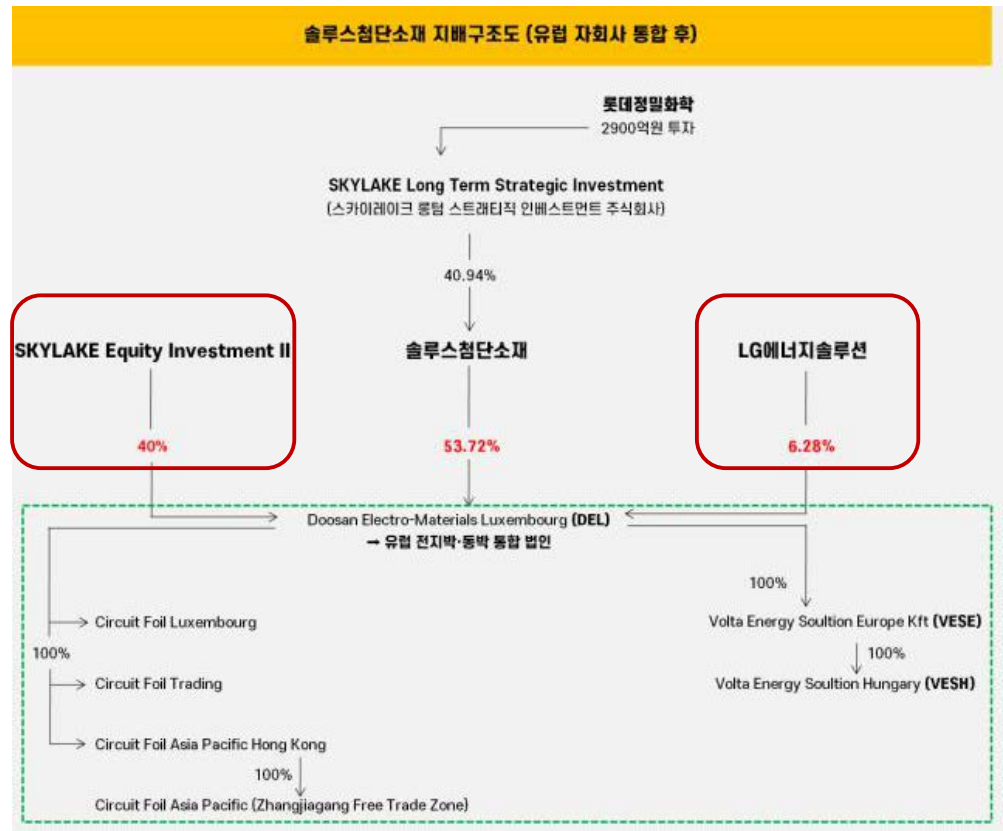 솔루스첨단소재 지배구조도 (유럽 자회사 통합 후)
롯데정밀화학
2900억원 투자
SKYLAKE Long Term Strategic Investment
(스카이레이크 롱텀 스트래티직 인베스트먼트 주식회사)
40.94%
SKYLAKE Equity Investment II
솔루스첨단소재
LG에너지솔루션
40%
53.72%
6.28%
Doosan Electro-Materials Luxembourg (DEL)
→ 유럽 전지박·동박 통합 법인
100%
Circuit Foil Luxembourg
Volta Energy Soultion Europe Kft (VESE)
100%
100%
Circuit Foil Trading
Volta Energy Soultion Hungary (VESH)
Circuit Foil Asia Pacific Hong Kong
100%
Circuit Foil Asia Pacific (Zhangjiagang Free Trade Zone)